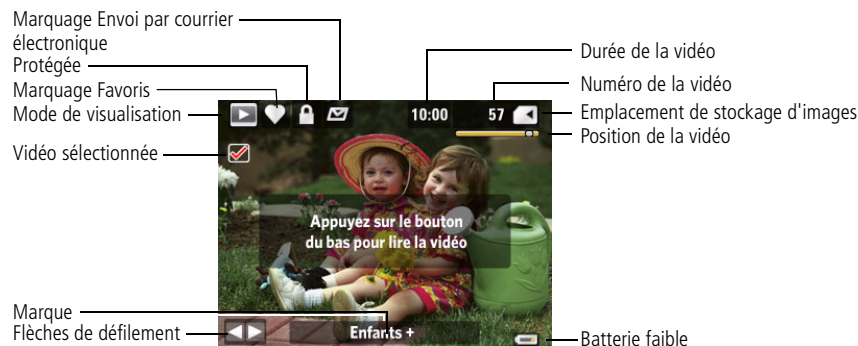 Marquage Envoi par courrier
électronique
Protégée
Marquage Favoris
Mode de visualisation
Vidéo sélectionnée
Durée de la vidéo
Numéro de la vidéo
Emplacement de stockage d'images
Position de la vidéo
10:00
57
Appuyez sur le bouton
du bas pour lire la vidéo
Marque
Flèches de défilement
Enfants +
Batterie faible